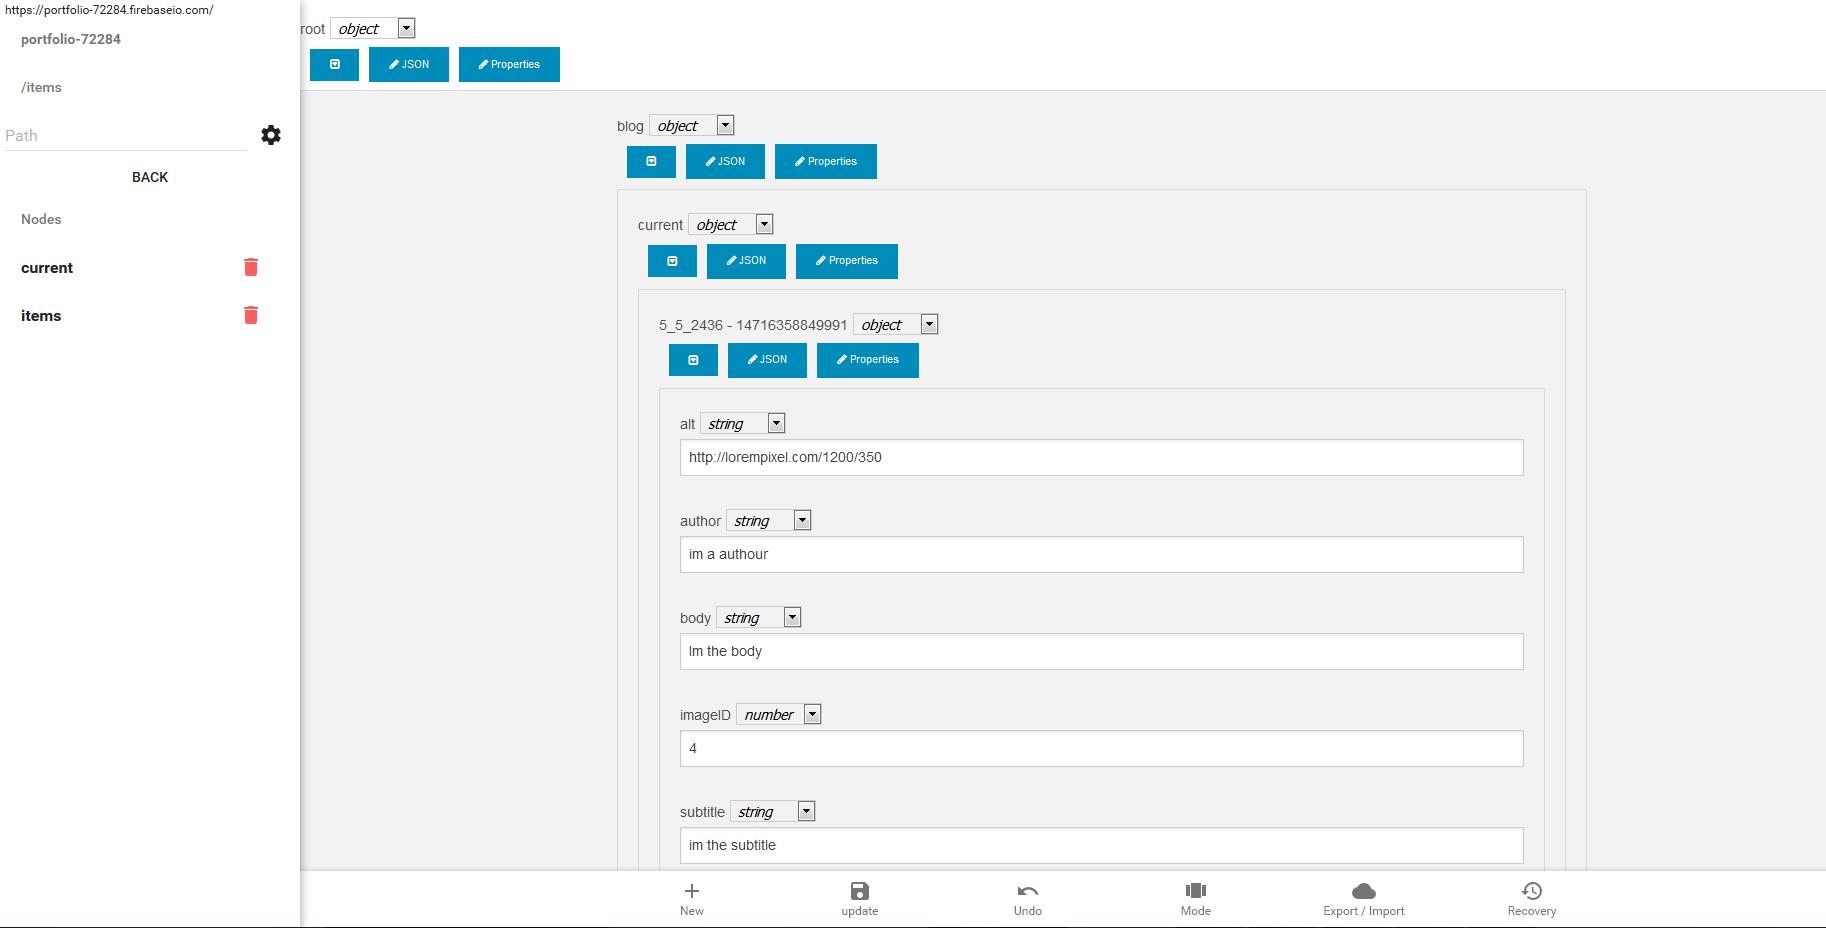 https://portfolio-72284.firebaseio.com/
portfolio-72284
/items
Path
BACK
Nodes
current
items
root object
JSON Properties
blog object
JSON Properties
current object
JSON Properties
5_5_2436 - 14716358849991 object
JSON Properties
alt string
http://lorempixel.com/1200/350
author string
im a authour
body string
Im the body
imageID number
4
subtitle string
im the subtitle
New update Undo Mode Export / Import Recovery